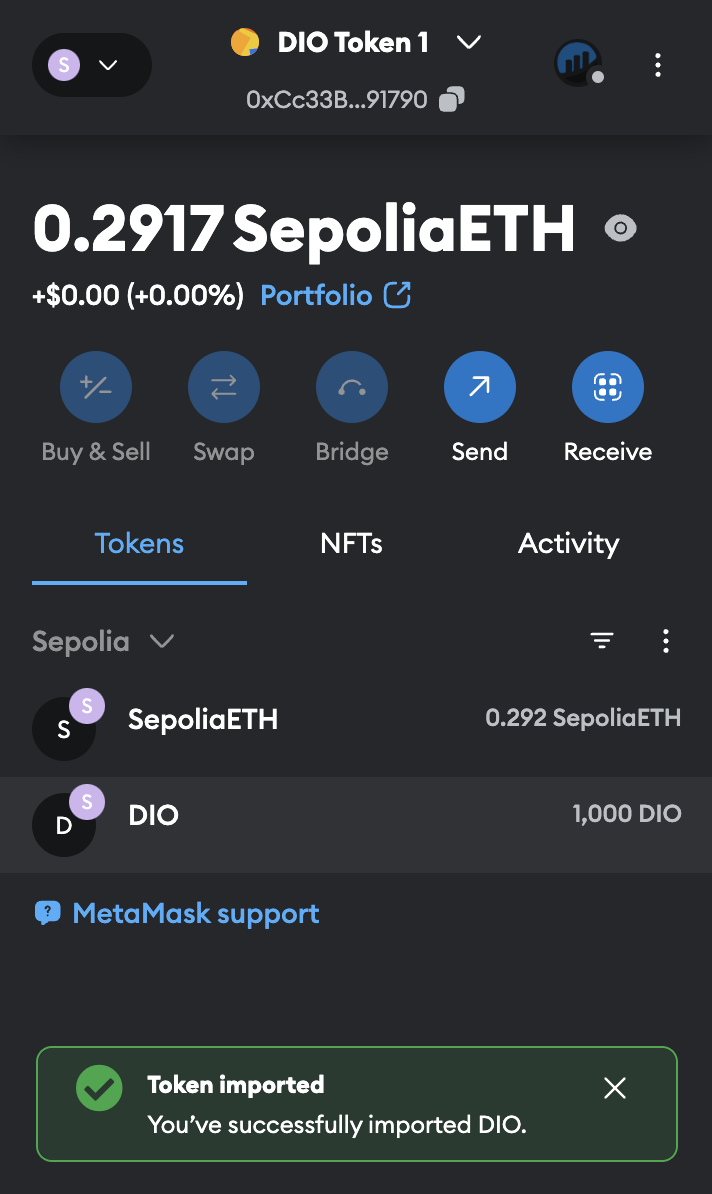 S
DIO Token 1
0xCc33B...91790
0.2917 SepoliaETH
+$0.00 (+0.00%) Portfolio
Buy & Sell
Swap
Bridge
Send
Receive
Tokens
NFTs
Activity
Sepolia
S
S
SepoliaETH
0.292 SepoliaETH
D
S
DIO
1,000 DIO
? MetaMask support
Token imported
You’ve successfully imported DIO.